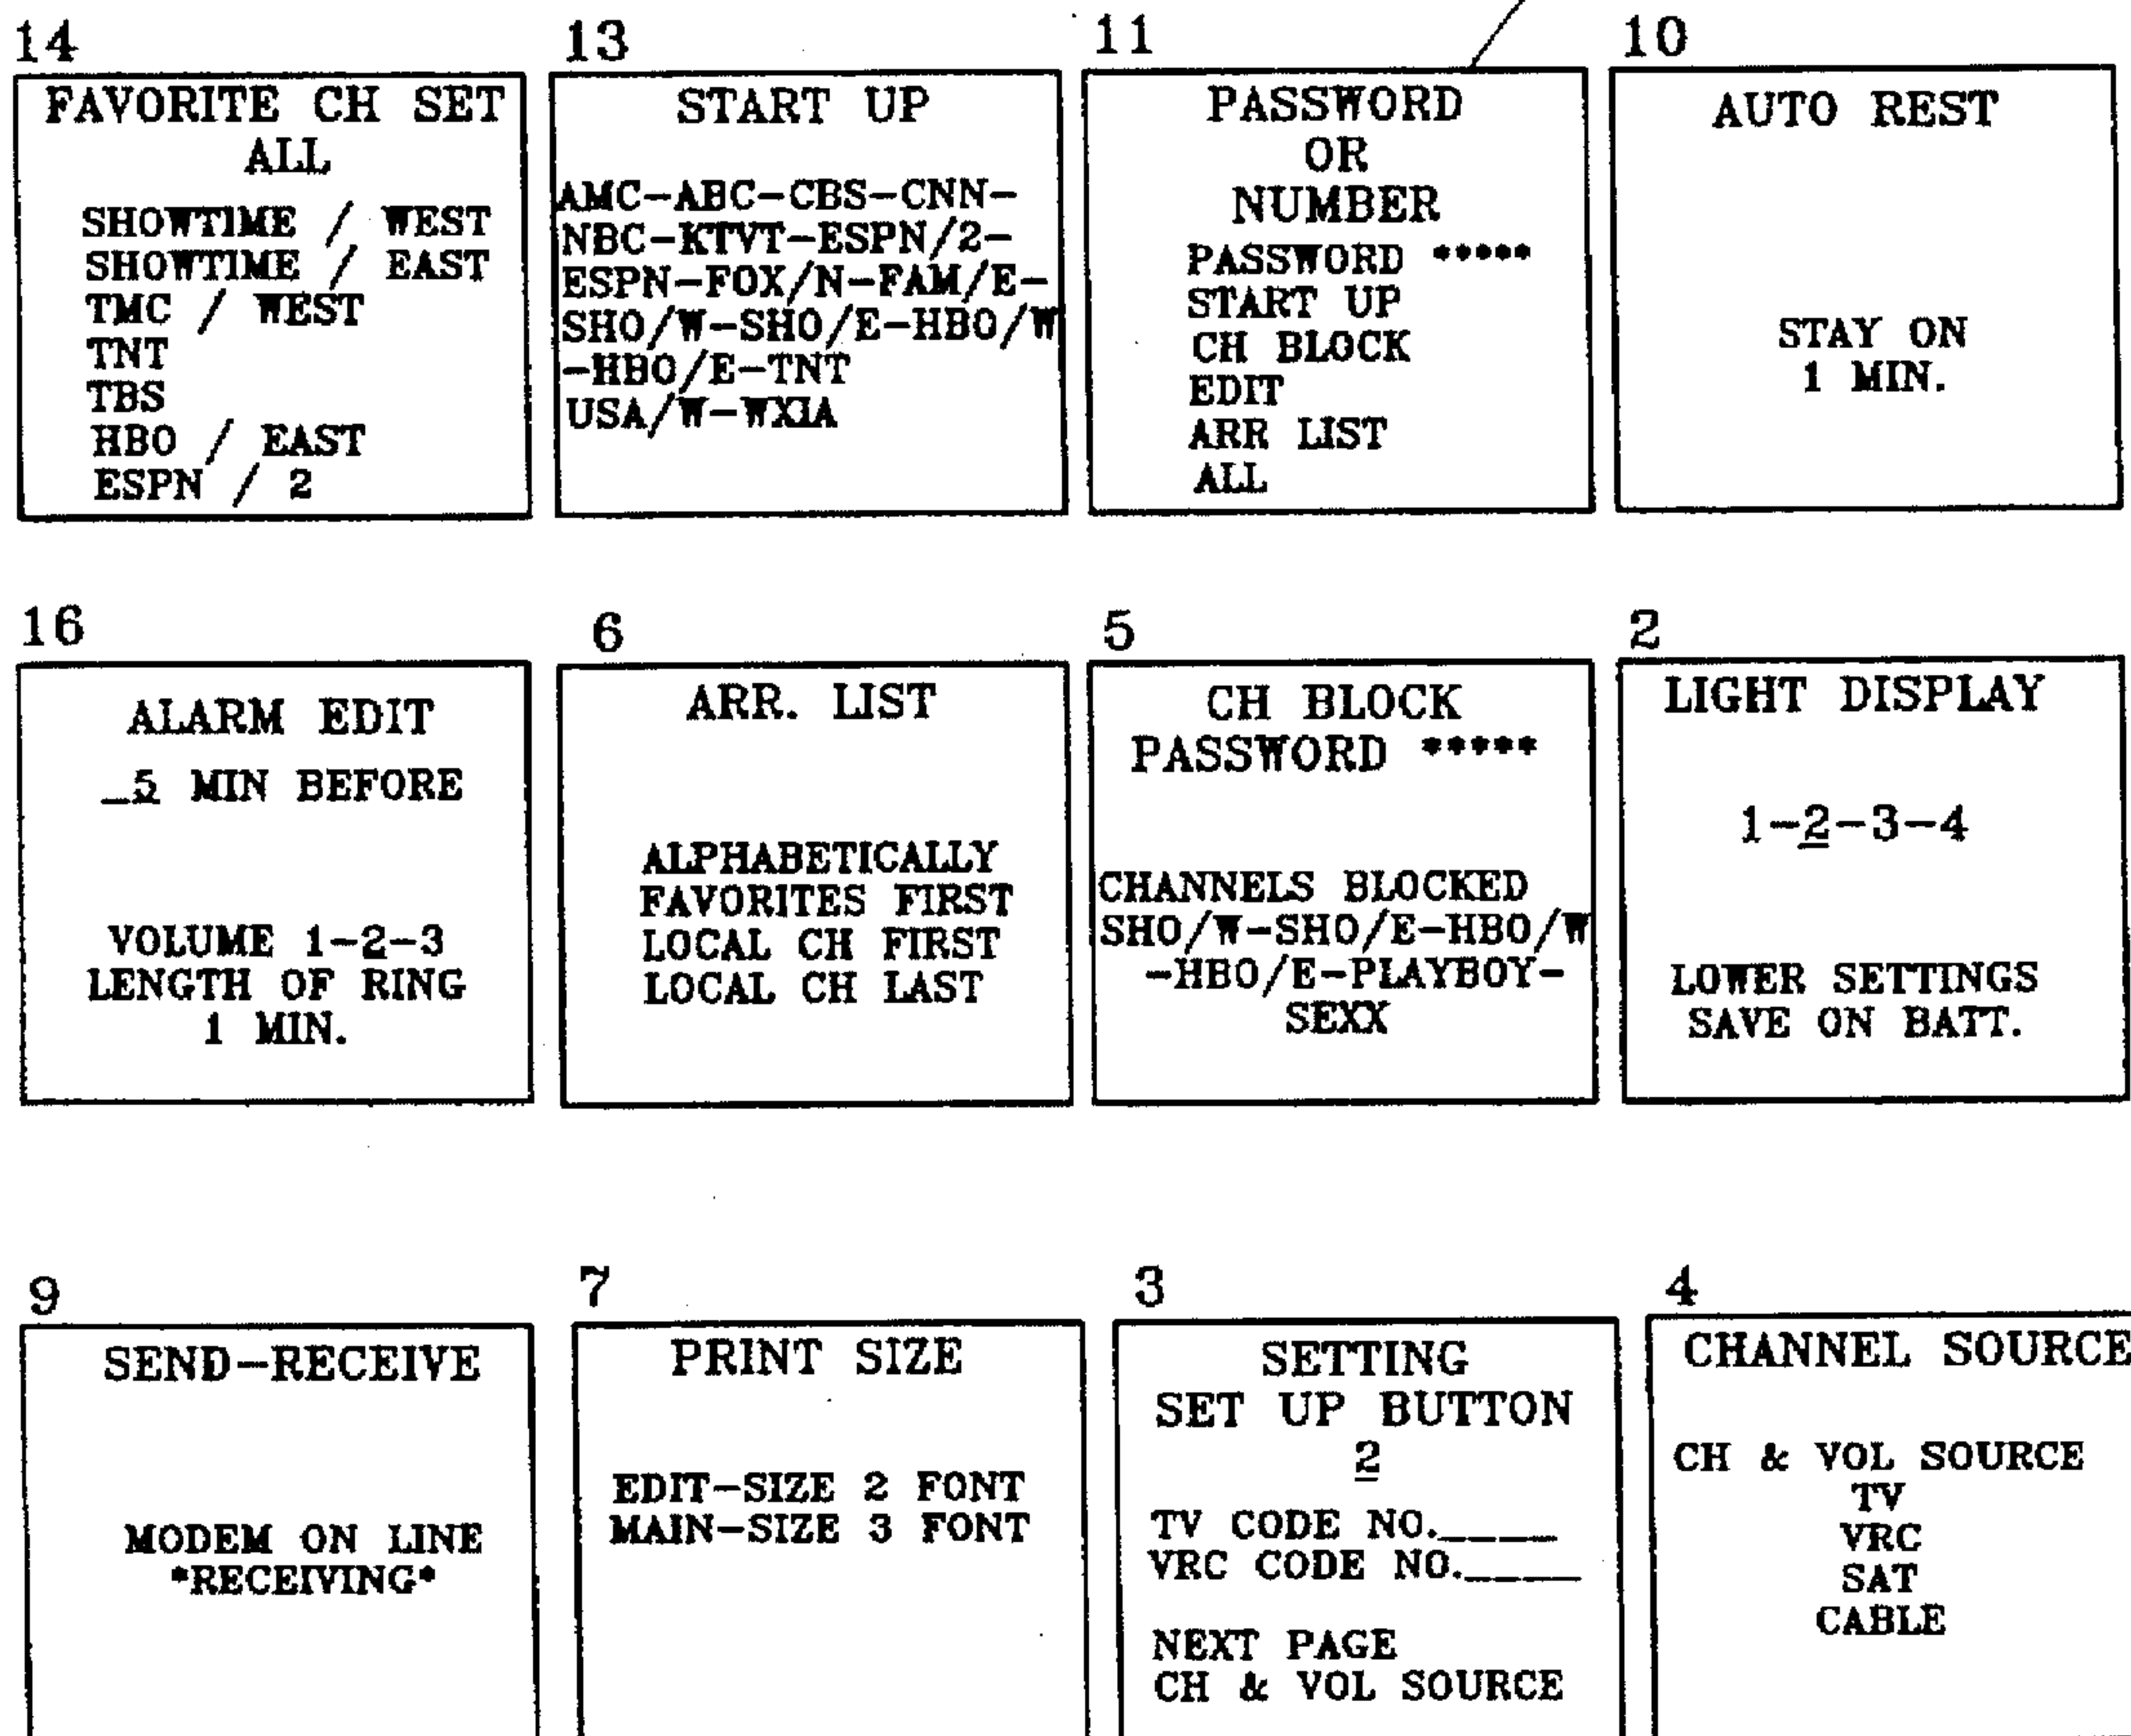 14
FAVORITE CH SET
ALL
SHOWTIME / WEST
SHOWTIME / EAST
TMC / WEST
TNT
TBS
HBO / EAST
ESPN / 2
13
START UP
AMC-ABC-CBS-CNN-
NBC-KTVT-ESPN/2-
ESPN-FOX/N-FAM/E-
SHO/W-SHO/E-HBO/W
-HBO/E-TNT
USA/W-WXIA
11
PASSWORD
OR
NUMBER
PASSWORD *****
START UP
CH BLOCK
EDIT
ARR LIST
ALL
10
AUTO REST
STAY ON
1 MIN.
16
ALARM EDIT
_5 MIN BEFORE
VOLUME 1-2-3
LENGTH OF RING
1 MIN.
6
ARR. LIST
ALPHABETICALLY
FAVORITES FIRST
LOCAL CH FIRST
LOCAL CH LAST
5
CH BLOCK
PASSWORD *****
CHANNELS BLOCKED
SHO/W-SHO/E-HBO/W
-HBO/E-PLAYBOY-
SEXX
2
LIGHT DISPLAY
1-2-3-4
LOWER SETTINGS
SAVE ON BATT.
9
SEND-RECEIVE
MODEM ON LINE
*RECEIVING*
7
PRINT SIZE
EDIT-SIZE 2 FONT
MAIN-SIZE 3 FONT
3
SETTING
SET UP BUTTON
2
TV CODE NO.____
VRC CODE NO.____
NEXT PAGE
CH & VOL SOURCE
4
CHANNEL SOURCE
CH & VOL SOURCE
TV
VRC
SAT
CABLE